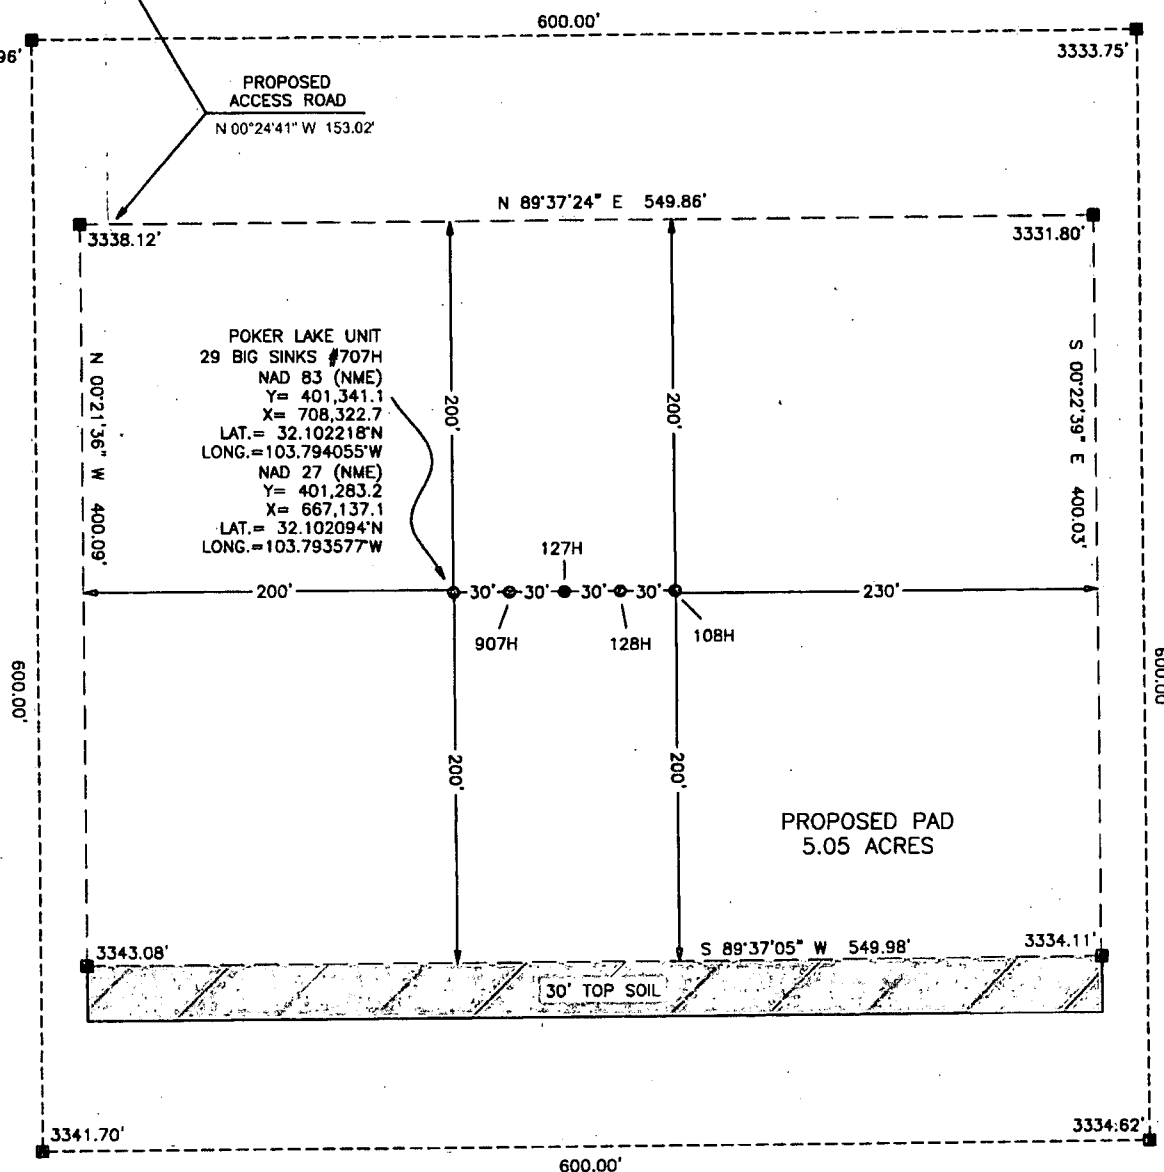 600.00'
96'
3333.75'
PROPOSED
ACCESS ROAD
N 00°24'41" W 153.02'
N 89°37'24" E 549.86'
3338.12'
3331.80'
POKER LAKE UNIT
29 BIG SINKS #707H
NAD 83 (NME)
Y= 401,341.1
X= 708,322.7
LAT.= 32.102218°N
LONG.=103.794055°W
NAD 27 (NME)
Y= 401,283.2
X= 667,137.1
LAT.= 32.102094°N
LONG.=103.793577°W
N 00°21'36" W 400.09'
S 00°22'39" E 400.03'
200'
200'
127H
200'
30'
30'
30'
30'
230'
907H
128H
108H
600.00'
600.00'
200'
200'
PROPOSED PAD
5.05 ACRES
3343.08'
S 89°37'05" W 549.98'
3334.11'
30' TOP SOIL
3341.70'
3334.62'
600.00'